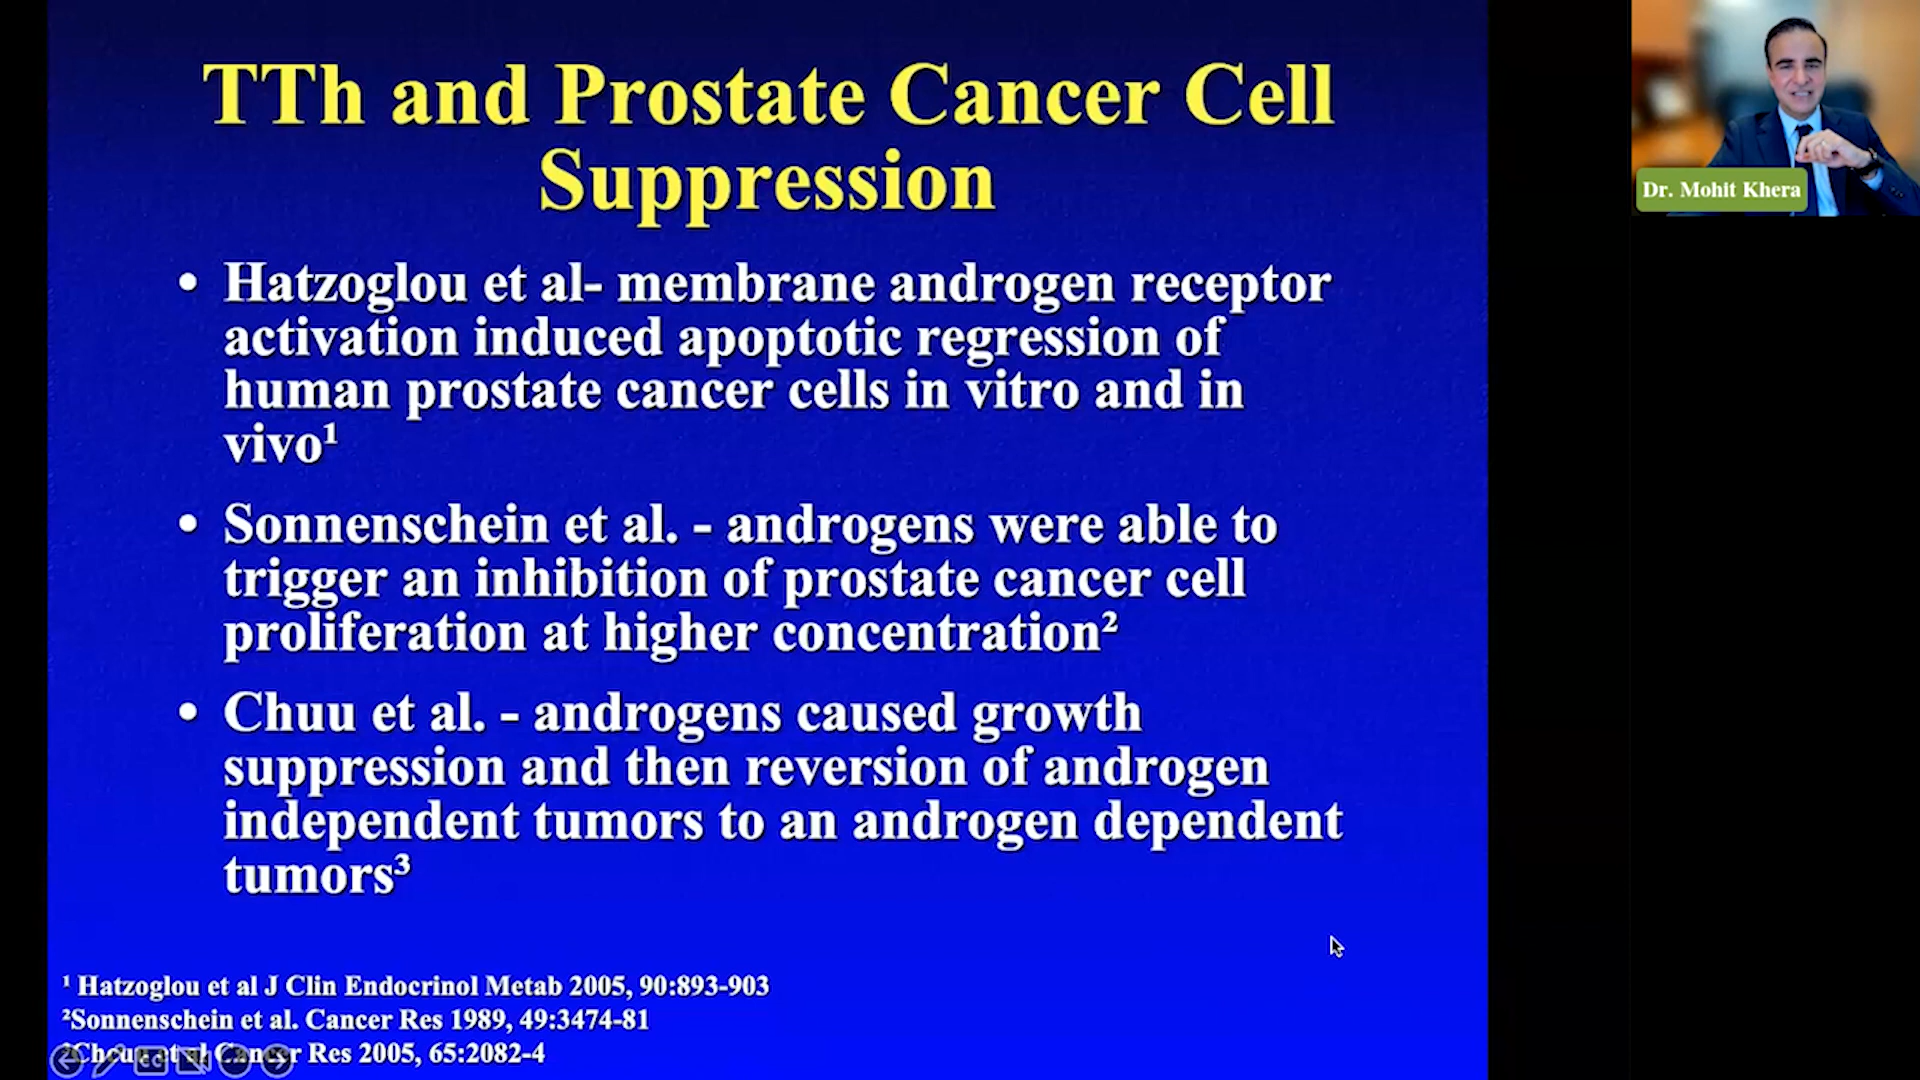 TTh and Prostate Cancer Cell
Suppression
• Hatzoglou et al- membrane androgen receptor
activation induced apoptotic regression of
human prostate cancer cells in vitro and in
vivo¹
• Sonnenschein et al. - androgens were able to
trigger an inhibition of prostate cancer cell
proliferation at higher concentration²
• Chuu et al. - androgens caused growth
suppression and then reversion of androgen
independent tumors to an androgen dependent
tumors³
¹ Hatzoglou et al J Clin Endocrinol Metab 2005, 90:893-903
²Sonnenschein et al. Cancer Res 1989, 49:3474-81
et al Cancer Res 2005, 65:2082-4
Dr. Mohit Khera